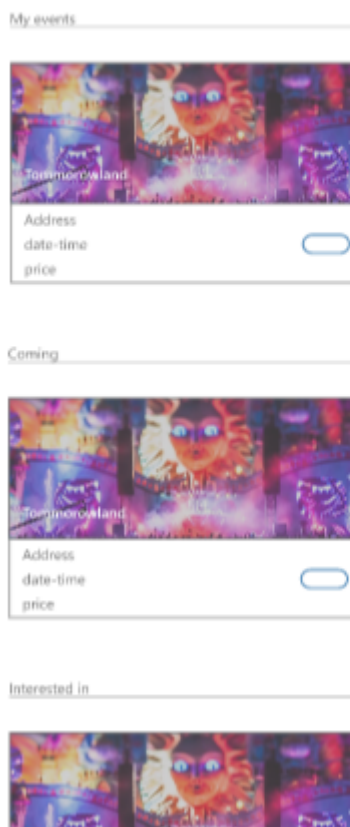 My events
Tommorowland
Address
date-time
price
Coming
Tommorowland
Address
date-time
price
Interested in